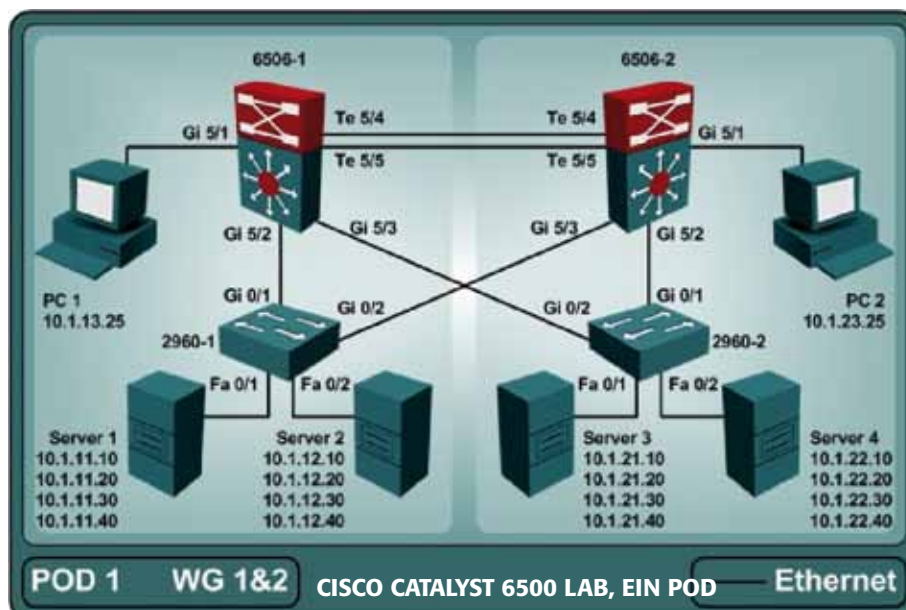 6506-1
6506-2
Te 5/4
Te 5/4
Gi 5/1
Gi 5/1
Te 5/5
Te 5/5
Gi 5/2
Gi 5/3
Gi 5/3
Gi 5/2
PC 1
10.1.13.25
Gi 0/1
Gi 0/2
Gi 0/2
Gi 0/1
PC 2
10.1.23.25
2960-1
2960-2
Fa 0/1
Fa 0/2
Fa 0/1
Fa 0/2
Server 1
10.1.11.10
10.1.11.20
10.1.11.30
10.1.11.40
Server 2
10.1.12.10
10.1.12.20
10.1.12.30
10.1.12.40
Server 3
10.1.21.10
10.1.21.20
10.1.21.30
10.1.21.40
Server 4
10.1.22.10
10.1.22.20
10.1.22.30
10.1.22.40
POD 1 WG 1&2 CISCO CATALYST 6500 LAB, EIN POD Ethernet